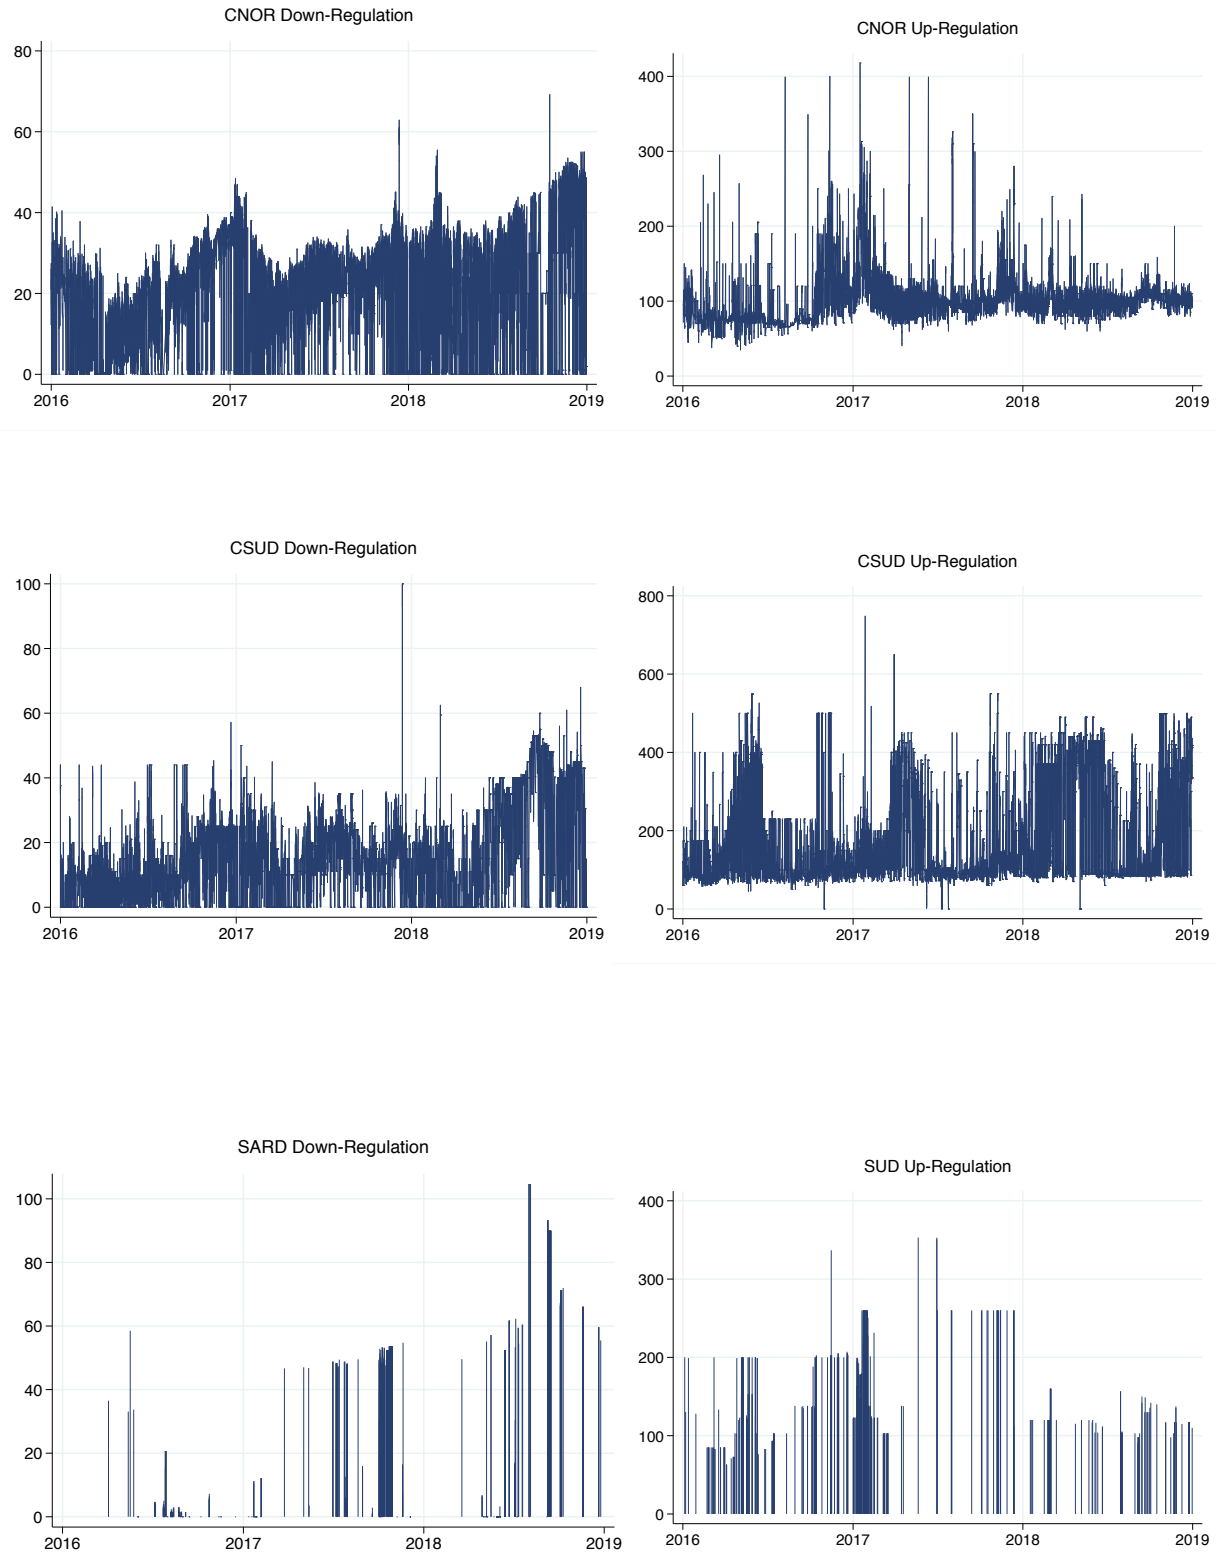 CNOR Down-Regulation
80
60
40
20
0
2016 2017 2018 2019
CNOR Up-Regulation
400
300
200
100
0
2016 2017 2018 2019
CSUD Down-Regulation
100
80
60
40
20
0
2016 2017 2018 2019
CSUD Up-Regulation
800
600
400
200
0
2016 2017 2018 2019
SARD Down-Regulation
100
80
60
40
20
0
2016 2017 2018 2019
SUD Up-Regulation
400
300
200
100
0
2016 2017 2018 2019